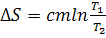 ΔS = cmln T₁/T₂